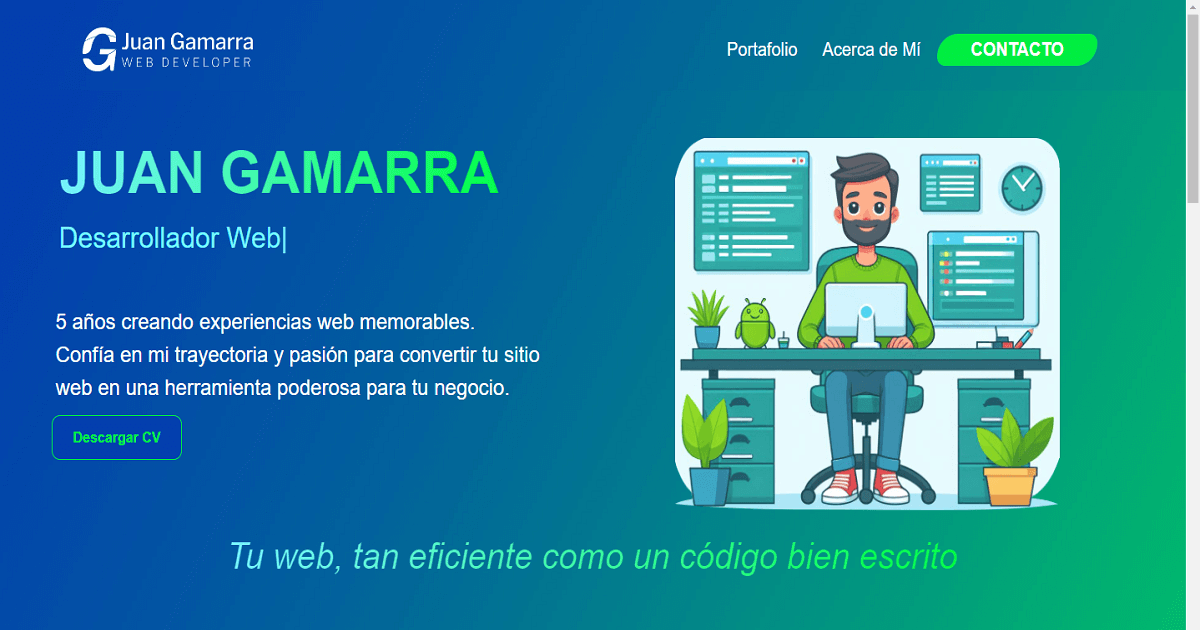 Juan Gamarra
WEB DEVELOPER
Portafolio
Acerca de Mí
CONTACTO
JUAN GAMARRA
Desarrollador Web|
5 años creando experiencias web memorables.
Confía en mi trayectoria y pasión para convertir tu sitio
web en una herramienta poderosa para tu negocio.
Descargar CV
Tu web, tan eficiente como un código bien escrito